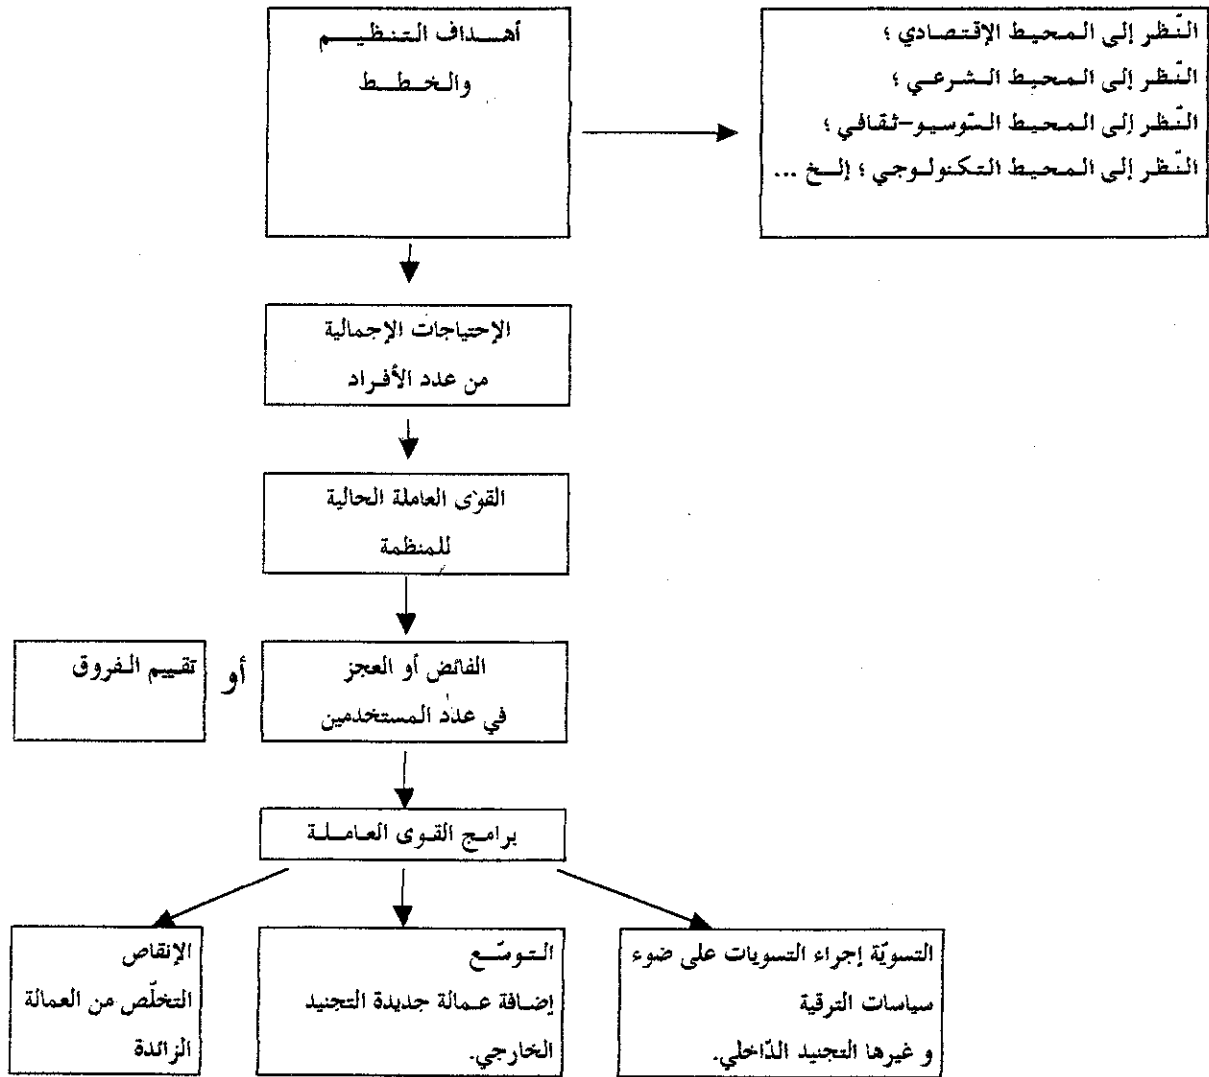 أهداف التنظيم
والخطط
النّظر إلى المحيط الإقتصادي ؛
النّظر إلى المحيط الشرعي ؛
النّظر إلى المحيط السّوسيو-ثقافي ؛
النّظر إلى المحيط التكنولوجي ؛ إلخ ...
الإحتياجات الإجمالية
من عدد الأفراد
القوى العاملة الحالية
للمنظمة
الفائض أو العجز
في عدد المستخدمين
أو
تقييم الفروق
برامج القوى العاملة
التسويّة إجراء التسويات على ضوء
سياسات الترقية
و غيرها التجنيد الدّاخلي.
التوسّع
إضافة عمالة جديدة التجنيد
الخارجي.
الإنقاص
التخلّص من العمالة
الزائدة